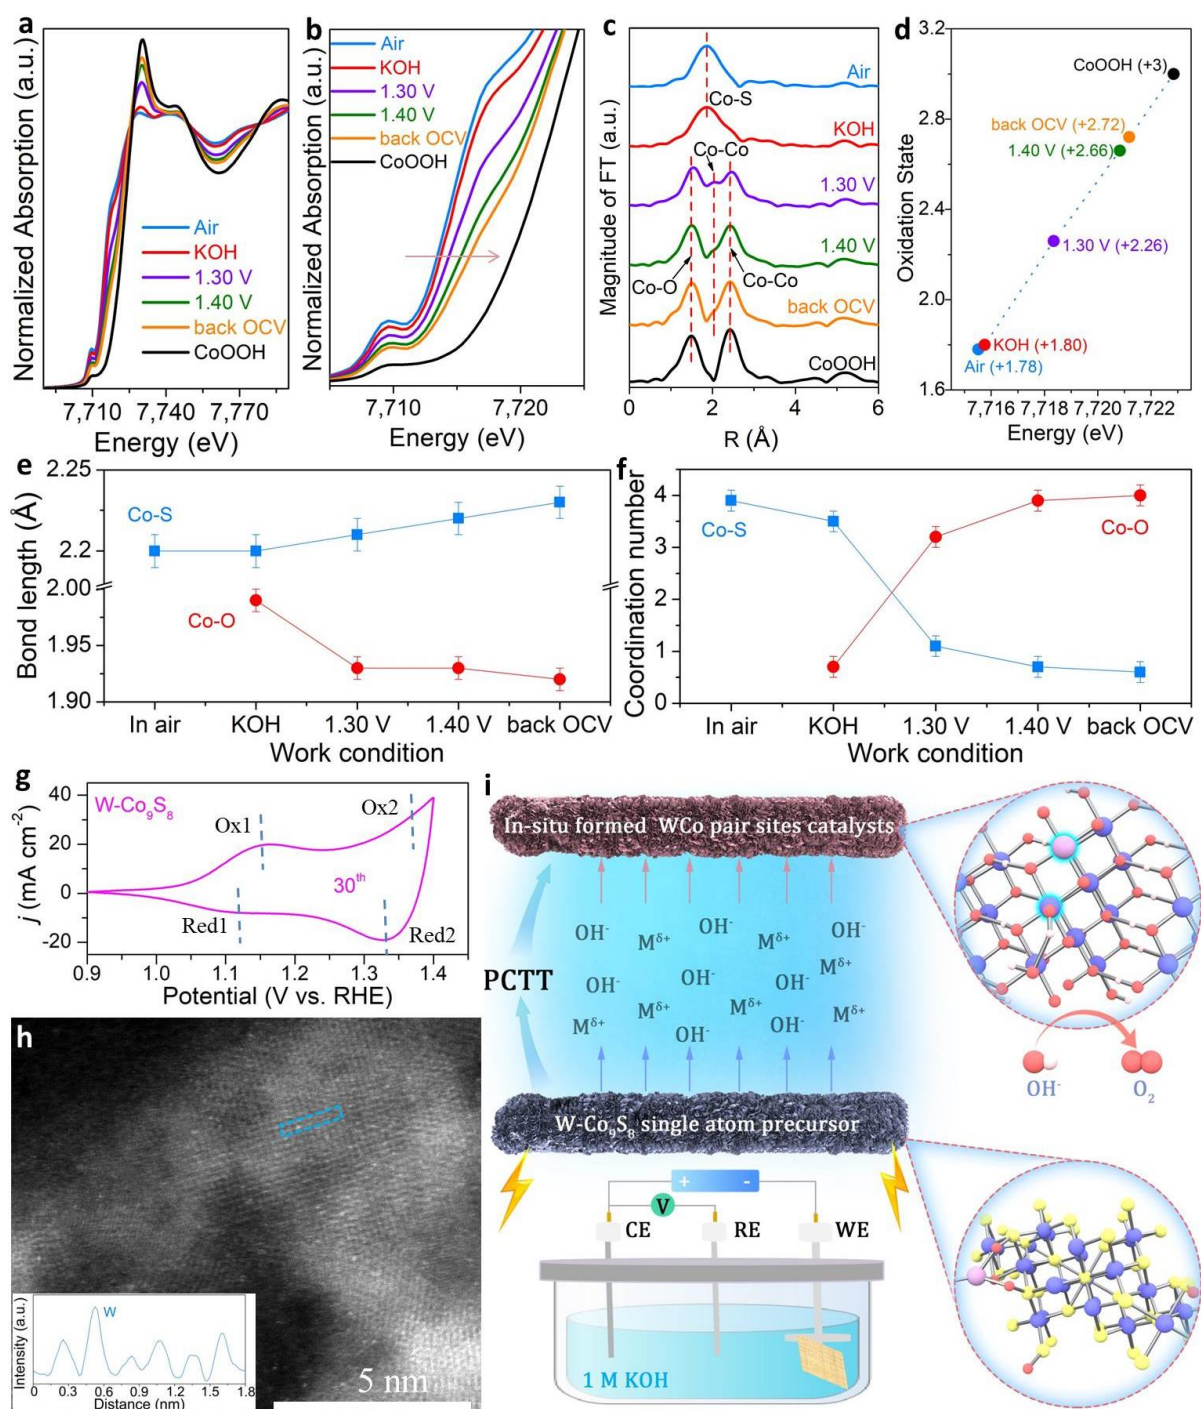 a
Normalized Absorption (a.u.)
Air
KOH
1.30 V
1.40 V
back OCV
CoOOH
7,710 7,740 7,770
Energy (eV)
b
Normalized Absorption (a.u.)
Air
KOH
1.30 V
1.40 V
back OCV
CoOOH
7,710 7,720
Energy (eV)
c
Magnitude of FT (a.u.)
Air
Co-S
KOH
Co-Co
1.30 V
1.40 V
Co-O
Co-Co
back OCV
CoOOH
0 2 4 6
R (Å)
d
Oxidation State
3.2
2.8
2.4
2.0
1.6
CoOOH (+3)
back OCV (+2.72)
1.40 V (+2.66)
1.30 V (+2.26)
KOH (+1.80)
Air (+1.78)
7,716 7,718 7,720 7,722
Energy (eV)
e
Bond length (Å)
2.25
2.2
2.00
1.95
1.90
Co-S
Co-O
In air KOH 1.30 V 1.40 V back OCV
Work condition
f
Coordination number
4
3
2
1
0
Co-S
Co-O
In air KOH 1.30 V 1.40 V back OCV
Work condition
g
j (mA cm⁻²)
40
20
0
-20
W-Co₉S₈
Ox1
Ox2
30ᵗʰ
Red1
Red2
0.9 1.0 1.1 1.2 1.3 1.4
Potential (V vs. RHE)
h
Intensity (a.u.)
W
0 0.3 0.6 0.9 1.2 1.5 1.8
Distance (nm)
5 nm
i
In-situ formed WCo pair sites catalysts
OH⁻ M^δ+ OH⁻ M^δ+ OH⁻
PCTT
OH⁻ M^δ+ OH⁻ OH⁻ M^δ+
M^δ+ OH⁻ M^δ+ OH⁻ M^δ+
OH⁻ O₂
W-Co₉S₈ single atom precursor
+ -
V
CE RE WE
1 M KOH